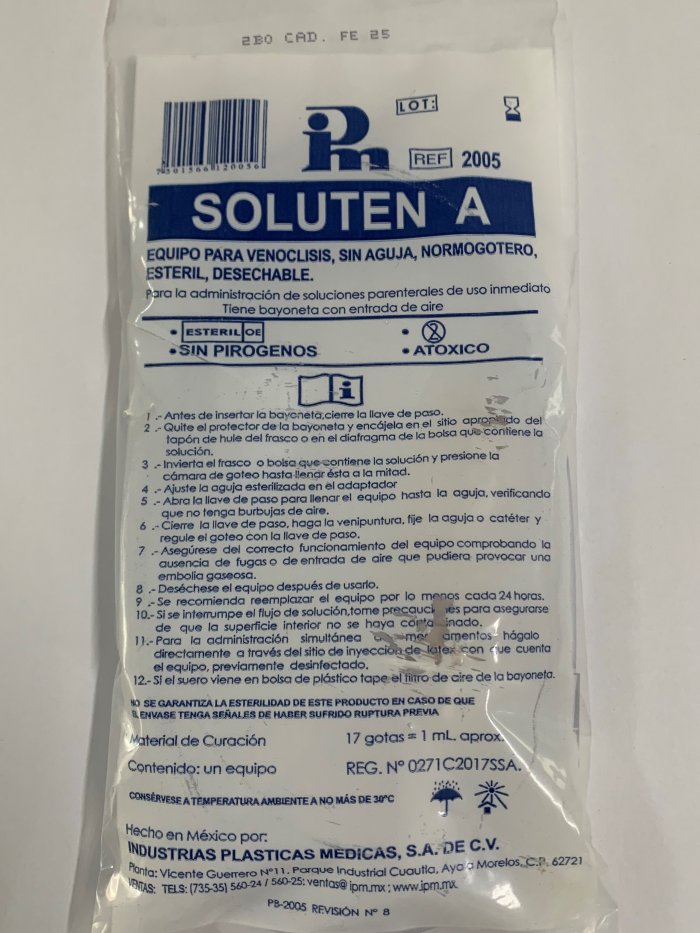 2B0 CAD. FE 25
LOT:
ipm
7 501566 120056
REF 2005
SOLUTEN A
EQUIPO PARA VENOCLISIS, SIN AGUJA, NORMOGOTERO,
ESTERIL, DESECHABLE.
Para la administración de soluciones parenterales de uso inmediato
Tiene bayoneta con entrada de aire
• ESTERIL OE
• 2
• SIN PIROGENOS
• ATOXICO
i
1 .- Antes de insertar la bayoneta,cierre la llave de paso.
2 .- Quite el protector de la bayoneta y encájela en el sitio apropiado del
tapón de hule del frasco o en el diafragma de la bolsa que contiene la
solución.
3 .- Invierta el frasco o bolsa que contiene la solución y presione la
cámara de goteo hasta llenar ésta a la mitad.
4 .- Ajuste la aguja esterilizada en el adaptador
5 .- Abra la llave de paso para llenar el equipo hasta la aguja, verificando
que no tenga burbujas de aire.
6 .- Cierre la llave de paso, haga la venipuntura, fije la aguja o catéter y
regule el goteo con la llave de paso.
7 .- Asegúrese del correcto funcionamiento del equipo comprobando la
ausencia de fugas o de entrada de aire que pudiera provocar una
embolia gaseosa.
8 .- Deséchese el equipo después de usarlo.
9 .- Se recomienda reemplazar el equipo por lo menos cada 24 horas.
10.- Si se interrumpe el flujo de solución,tome precauciones para asegurarse
de que la superficie interior no se haya contaminado.
11.- Para la administración simultánea medicamentos hágalo
directamente a través del sitio de inyección de latex con que cuenta
el equipo, previamente desinfectado.
12.- Si el suero viene en bolsa de plástico tape el filtro de aire de la bayoneta.
NO SE GARANTIZA LA ESTERILIDAD DE ESTE PRODUCTO EN CASO DE QUE
EL ENVASE TENGA SEÑALES DE HABER SUFRIDO RUPTURA PREVIA
Material de Curación
17 gotas = 1 mL. aprox.
Contenido: un equipo
REG. Nº 0271C2017SSA.
CONSÉRVESE A TEMPERATURA AMBIENTE A NO MÁS DE 30°C
Hecho en México por:
INDUSTRIAS PLASTICAS MEDICAS, S.A. DE C.V.
Planta: Vicente Guerrero Nº11, Parque Industrial Cuautla, Ayala Morelos, C.P. 62721
VENTAS: TELS: (735-35) 560-24 / 560-25: ventas@ipm.mx ; www.ipm.mx
PB-2005 REVISIÓN Nº 8